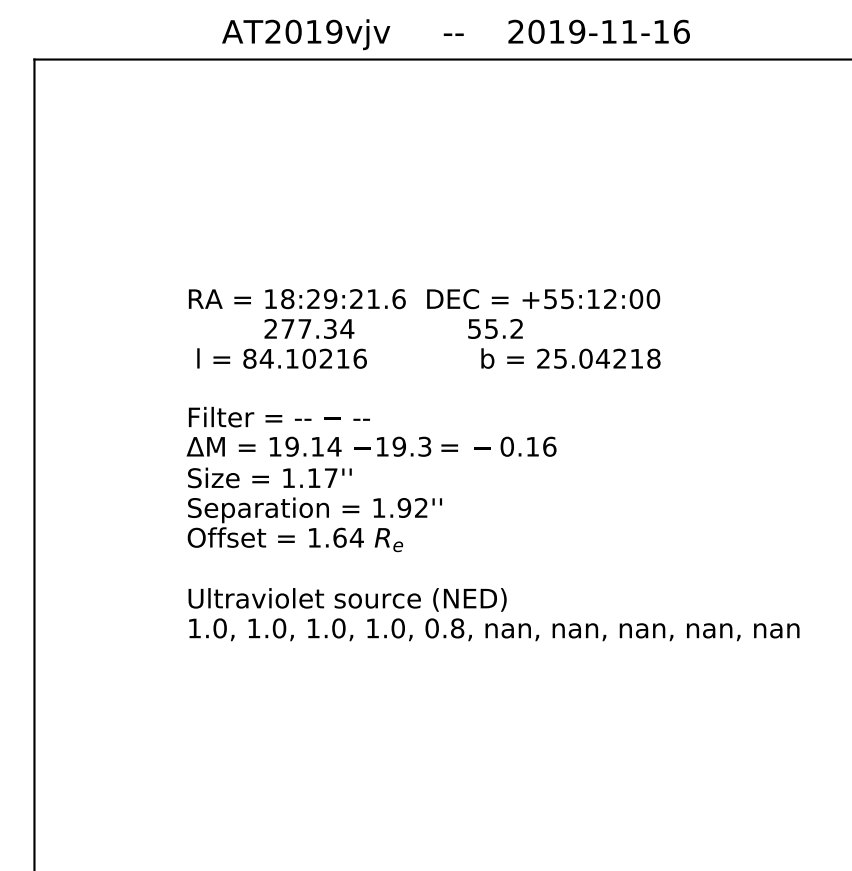 AT2019vjv -- 2019-11-16
RA = 18:29:21.6 DEC = +55:12:00
277.34 55.2
l = 84.10216 b = 25.04218
Filter = -- − --
ΔM = 19.14 −19.3 = − 0.16
Size = 1.17''
Separation = 1.92''
Offset = 1.64 Rₑ
Ultraviolet source (NED)
1.0, 1.0, 1.0, 1.0, 0.8, nan, nan, nan, nan, nan